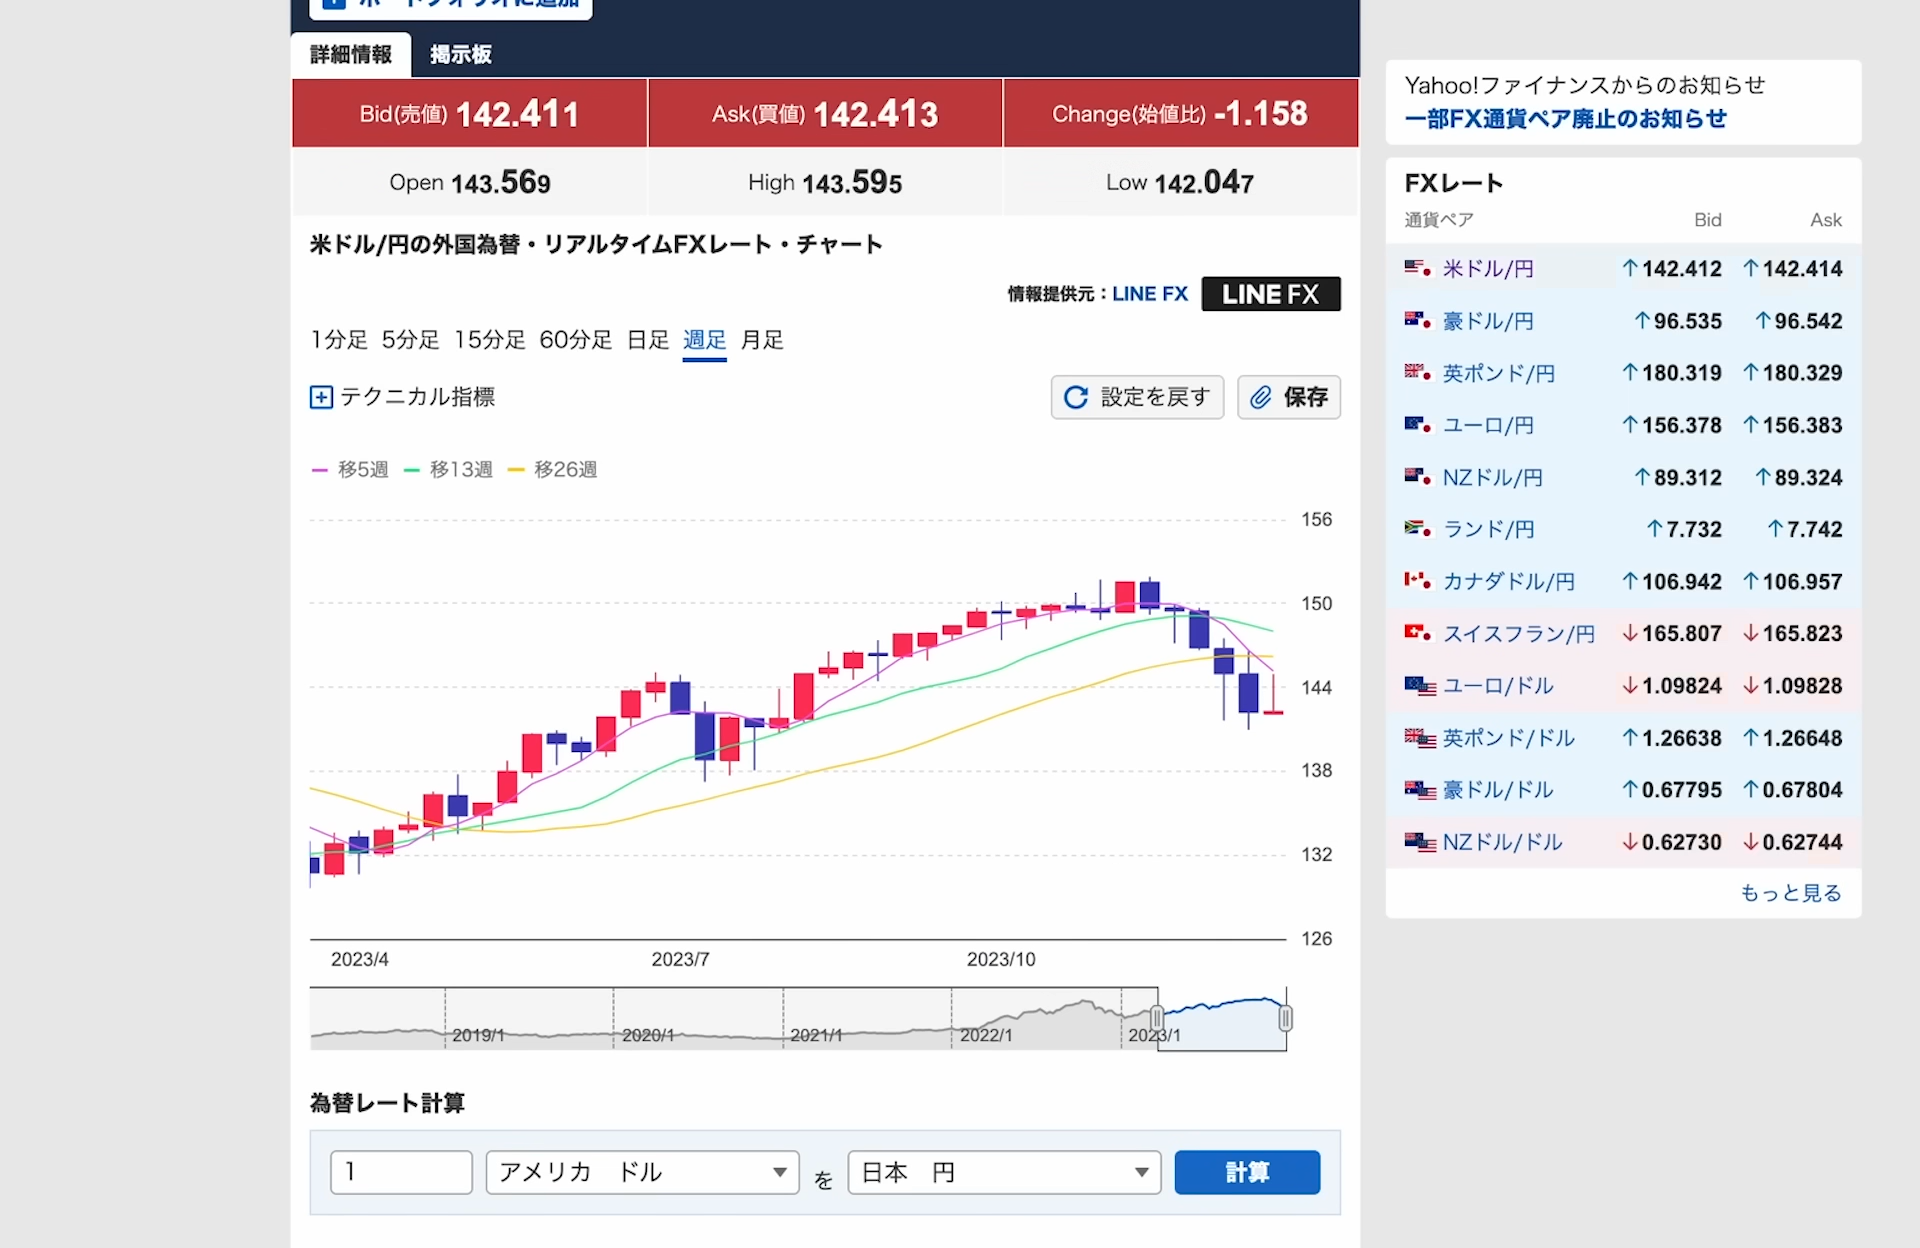 ポートフォリオに追加
詳細情報 掲示板
Bid(売値) 142.411 Ask(買値) 142.413 Change(始値比) -1.158
Open 143.569 High 143.595 Low 142.047
米ドル/円の外国為替・リアルタイムFXレート・チャート
情報提供元：LINE FX LINE FX
1分足 5分足 15分足 60分足 日足 週足 月足
テクニカル指標 設定を戻す 保存
移5週 移13週 移26週
156
150
144
138
132
126
2023/4 2023/7 2023/10
2019/1 2020/1 2021/1 2022/1 2023/1
為替レート計算
1 アメリカ ドル を 日本 円 計算
Yahoo!ファイナンスからのお知らせ
一部FX通貨ペア廃止のお知らせ
FXレート
通貨ペア Bid Ask
米ドル/円 ↑142.412 ↑142.414
豪ドル/円 ↑96.535 ↑96.542
英ポンド/円 ↑180.319 ↑180.329
ユーロ/円 ↑156.378 ↑156.383
NZドル/円 ↑89.312 ↑89.324
ランド/円 ↑7.732 ↑7.742
カナダドル/円 ↑106.942 ↑106.957
スイスフラン/円 ↓165.807 ↓165.823
ユーロ/ドル ↓1.09824 ↓1.09828
英ポンド/ドル ↑1.26638 ↑1.26648
豪ドル/ドル ↑0.67795 ↑0.67804
NZドル/ドル ↓0.62730 ↓0.62744
もっと見る